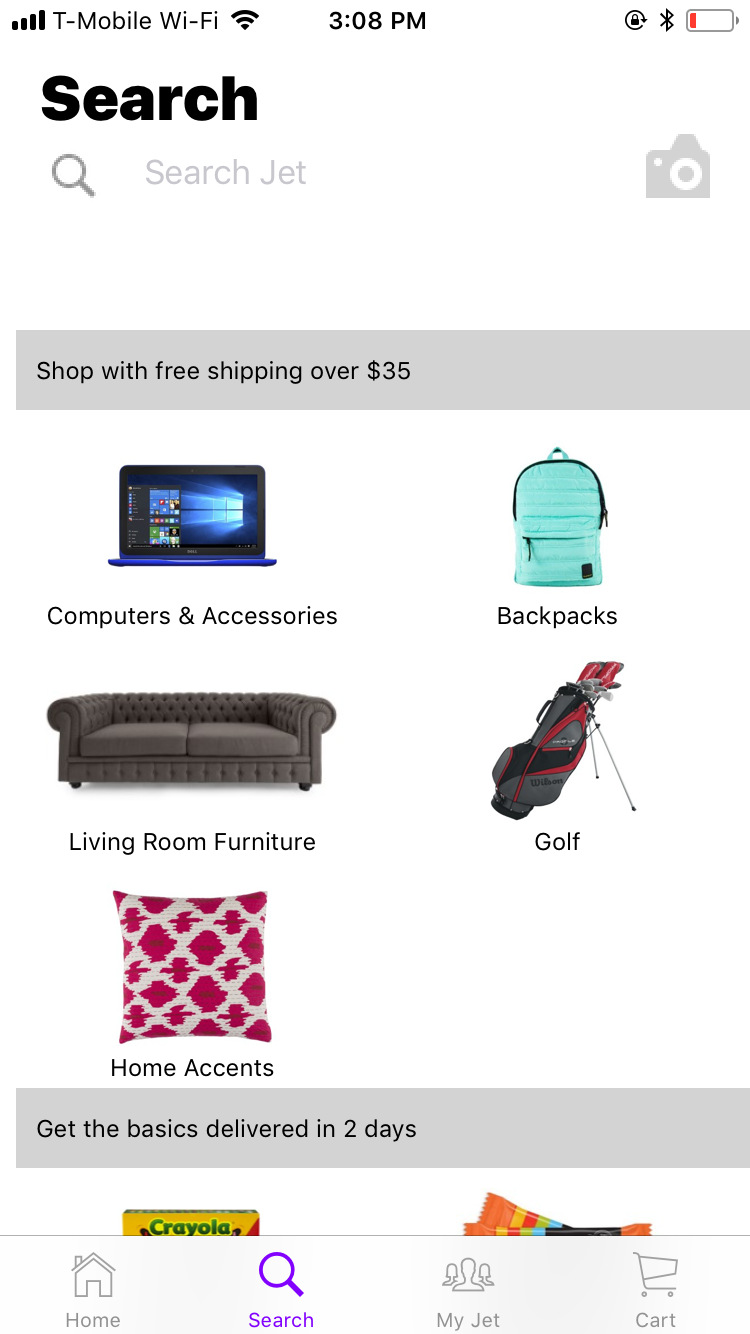 T-Mobile Wi-Fi 3:08 PM
Search
Search Jet
Shop with free shipping over $35
DELL
Computers & Accessories
Backpacks
Wilson
Living Room Furniture
Golf
Home Accents
Get the basics delivered in 2 days
Crayola
Home
Search
My Jet
Cart